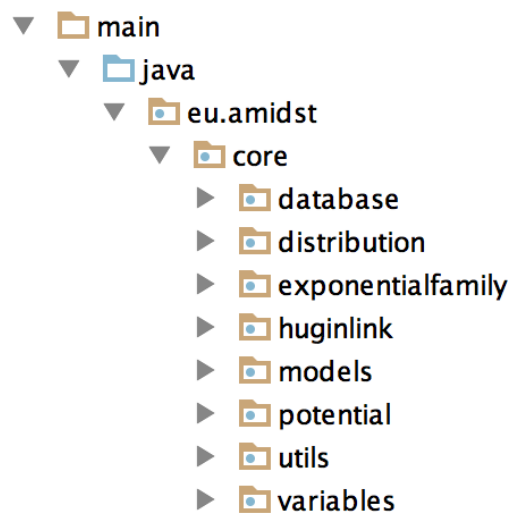 main
java
eu.amidst
core
database
distribution
exponentialfamily
huginlink
models
potential
utils
variables